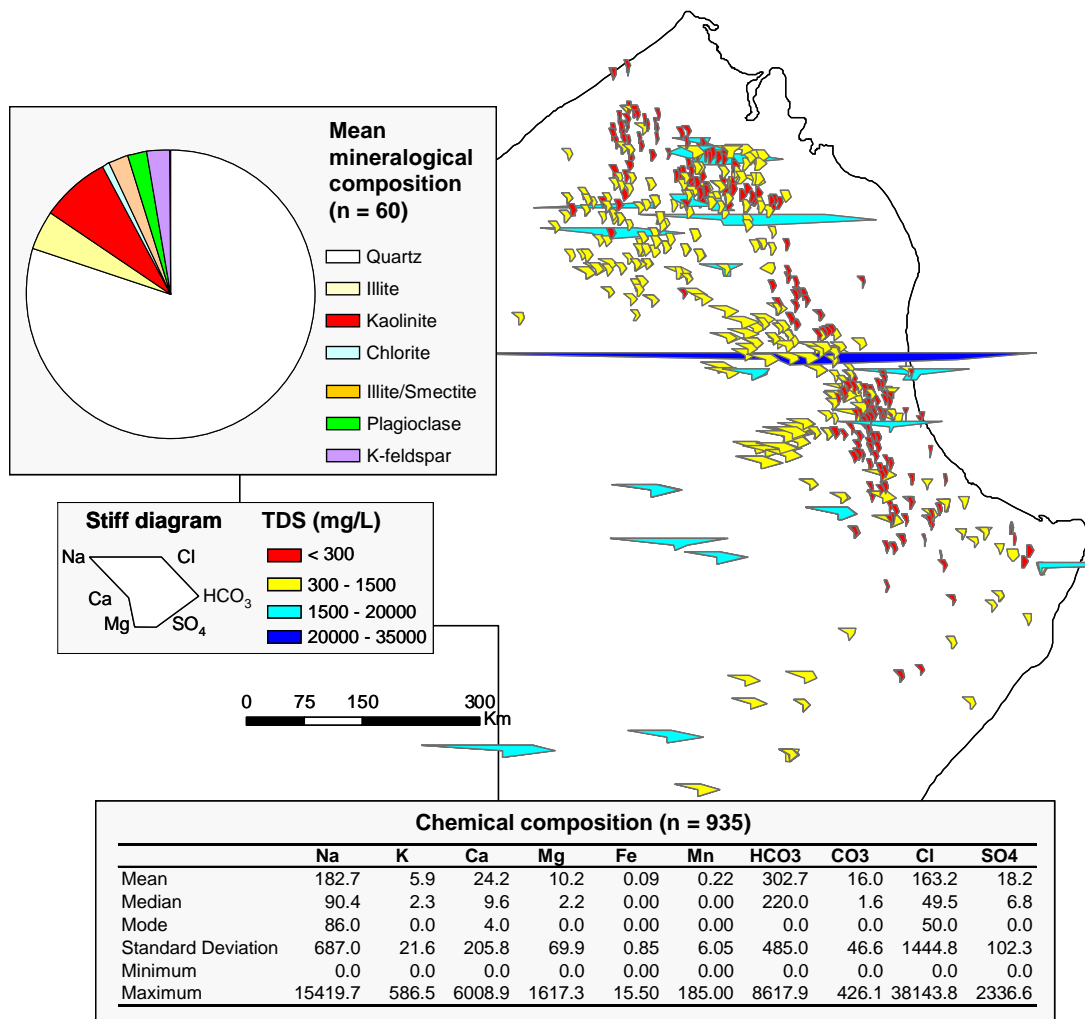 Mean
mineralogical
composition
(n = 60)
Quartz
Illite
Kaolinite
Chlorite
Illite/Smectite
Plagioclase
K-feldspar
Stiff diagram
Na
Cl
Ca
HCO3
Mg
SO4
TDS (mg/L)
< 300
300 - 1500
1500 - 20000
20000 - 35000
0 75 150 300
Km
Chemical composition (n = 935)
Na K Ca Mg Fe Mn HCO3 CO3 Cl SO4
Mean 182.7 5.9 24.2 10.2 0.09 0.22 302.7 16.0 163.2 18.2
Median 90.4 2.3 9.6 2.2 0.00 0.00 220.0 1.6 49.5 6.8
Mode 86.0 0.0 4.0 0.0 0.00 0.00 0.0 0.0 50.0 0.0
Standard Deviation 687.0 21.6 205.8 69.9 0.85 6.05 485.0 46.6 1444.8 102.3
Minimum 0.0 0.0 0.0 0.0 0.00 0.00 0.0 0.0 0.0 0.0
Maximum 15419.7 586.5 6008.9 1617.3 15.50 185.00 8617.9 426.1 38143.8 2336.6